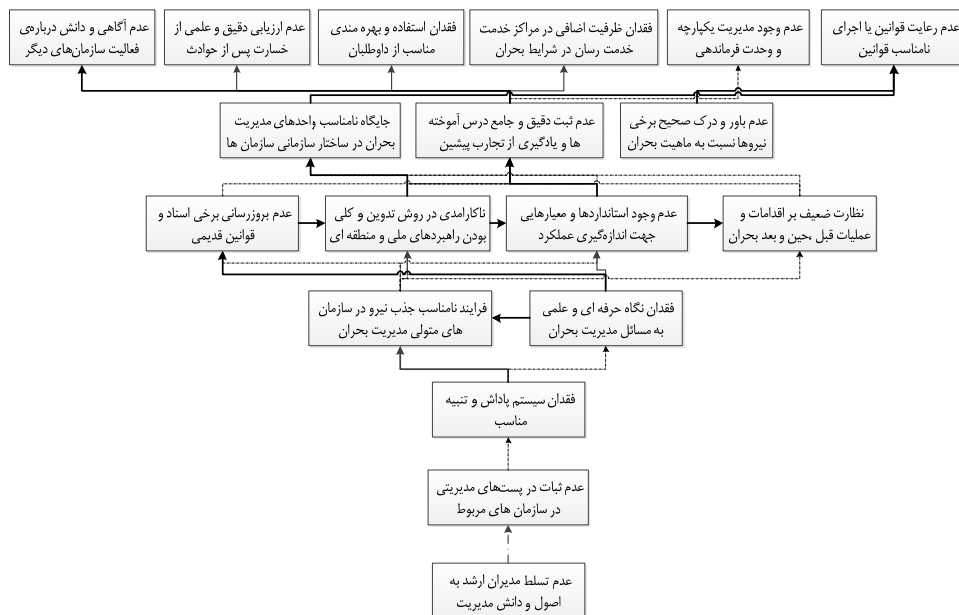 عدم رعایت قوانین یا اجرای
نامناسب قوانین
عدم وجود مدیریت یکپارچه
و وحدت فرماندهی
فقدان ظرفیت اضافی در مراکز خدمت
خدمت رسان در شرایط بحران
فقدان استفاده و بهره مندی
مناسب از داوطلبان
عدم ارزیابی دقیق و علمی از
خسارت پس از حوادث
عدم آگاهی و دانش درباره‌ی
فعالیت سازمان‌های دیگر
عدم باور و درک صحیح برخی
نیروها نسبت به ماهیت بحران
عدم ثبت دقیق و جامع درس آموخته
ها و یادگیری از تجارب پیشین
جایگاه نامناسب واحدهای مدیریت
بحران در ساختار سازمانی سازمان ها
نظارت ضعیف بر اقدامات و
عملیات قبل ،حین و بعد بحران
عدم وجود استانداردها و معیارهایی
جهت اندازه‌گیری عملکرد
ناکارامدی در روش تدوین و کلی
بودن راهبردهای ملی و منطقه ای
عدم بروزرسانی برخی اسناد و
قوانین قدیمی
فقدان نگاه حرفه ای و علمی
به مسائل مدیریت بحران
فرایند نامناسب جذب نیرو در سازمان
های متولی مدیریت بحران
فقدان سیستم پاداش و تنبیه
مناسب
عدم ثبات در پست‌های مدیریتی
در سازمان های مربوط
عدم تسلط مدیران ارشد به
اصول و دانش مدیریت